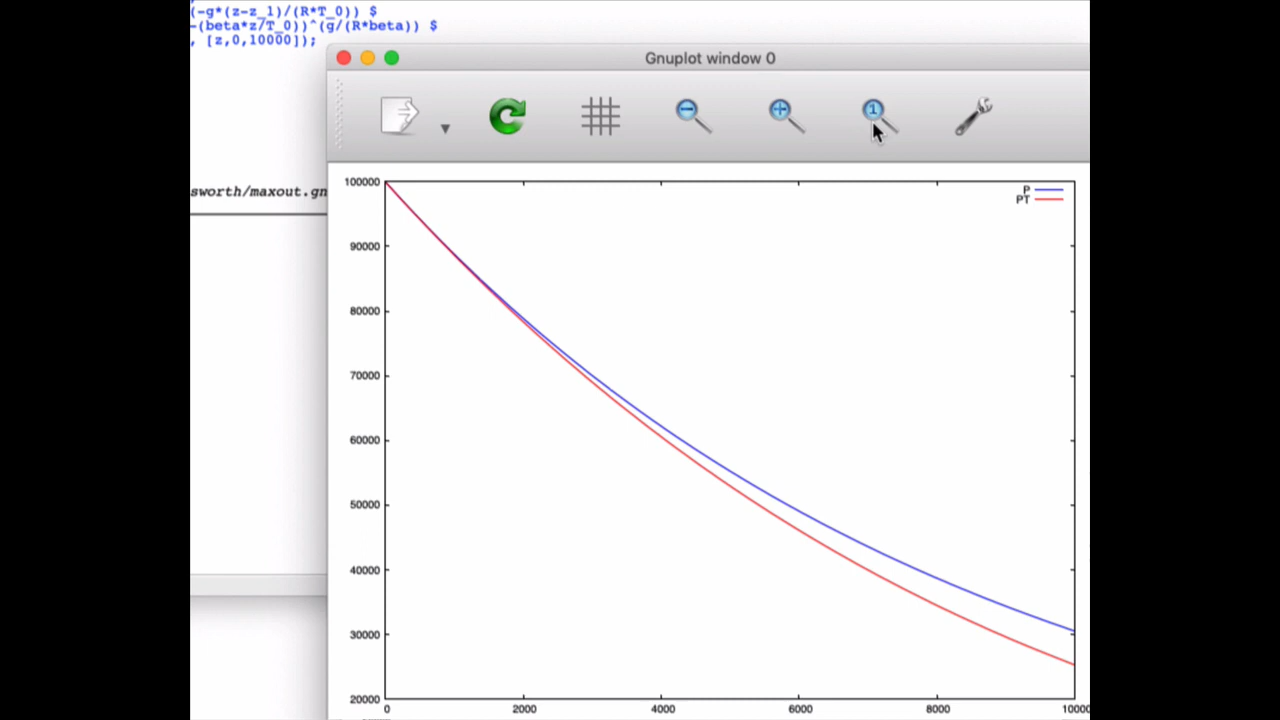 (-g*(z-z_1)/(R*T_0)) $
-(beta*z/T_0))^(g/(R*beta)) $
, [z,0,10000]);
Gnuplot window 0
1
sworth/maxout.gn
100000
P
PT
90000
80000
70000
60000
50000
40000
30000
20000
0 2000 4000 6000 8000 10000